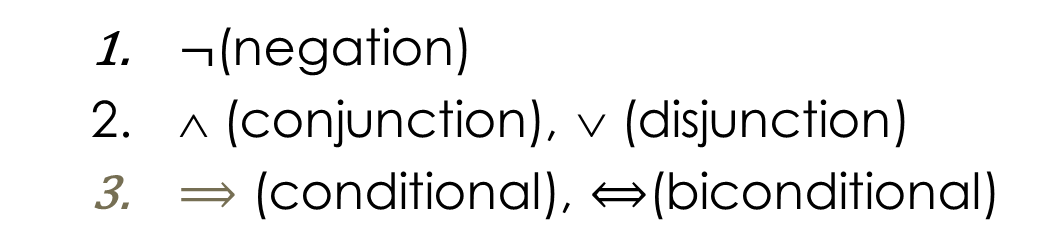 1. ¬(negation)
2. ∧ (conjunction), ∨ (disjunction)
3. ⟹ (conditional), ⟺(biconditional)